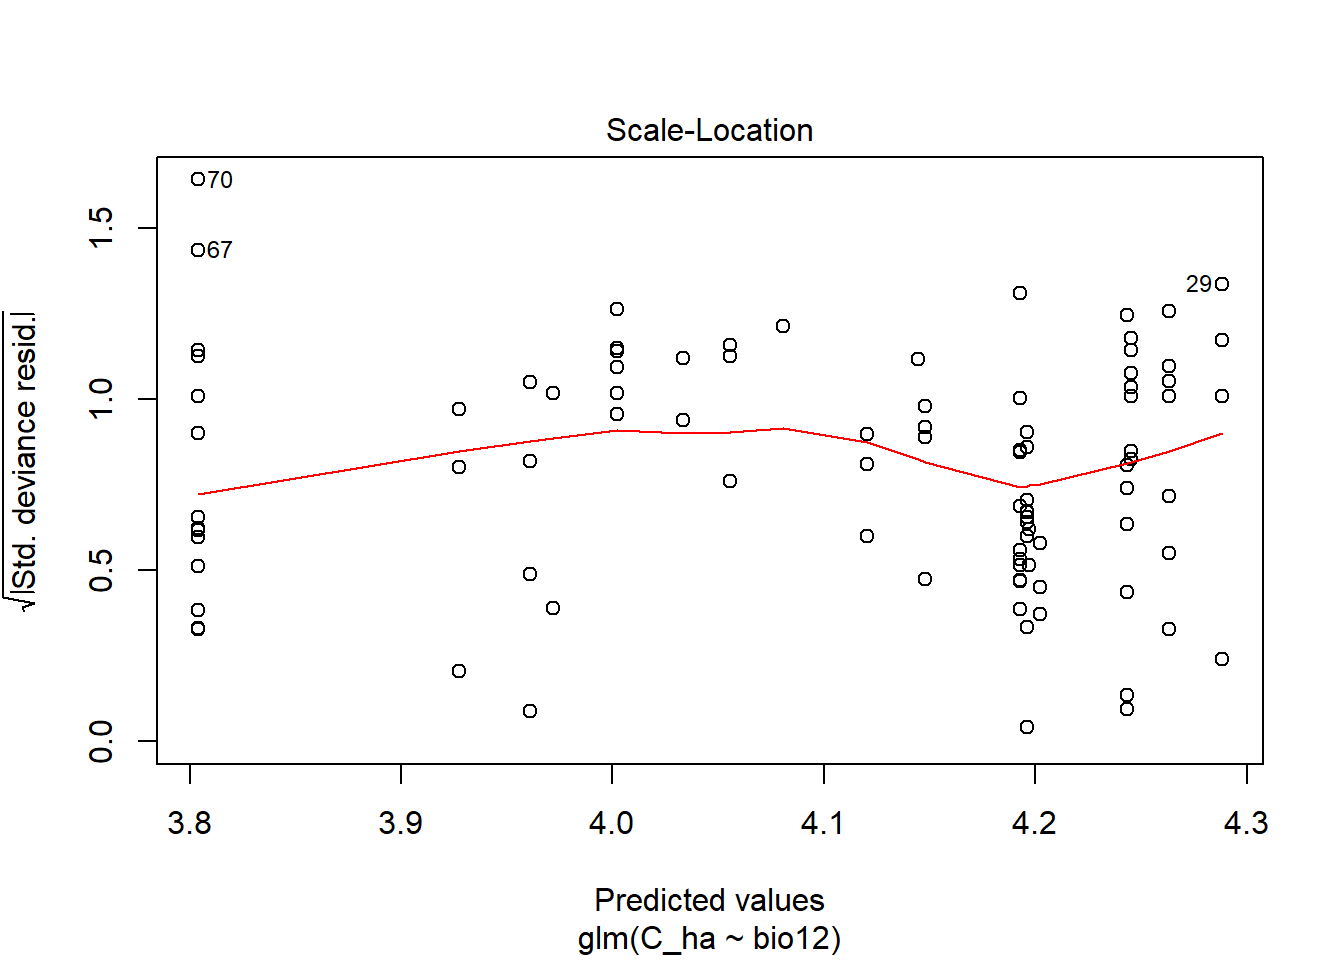 Scale-Location
70
67
29
1.5
1.0
0.5
0.0
√|Std. deviance resid.|
3.8 3.9 4.0 4.1 4.2 4.3
Predicted values
glm(C_ha ~ bio12)